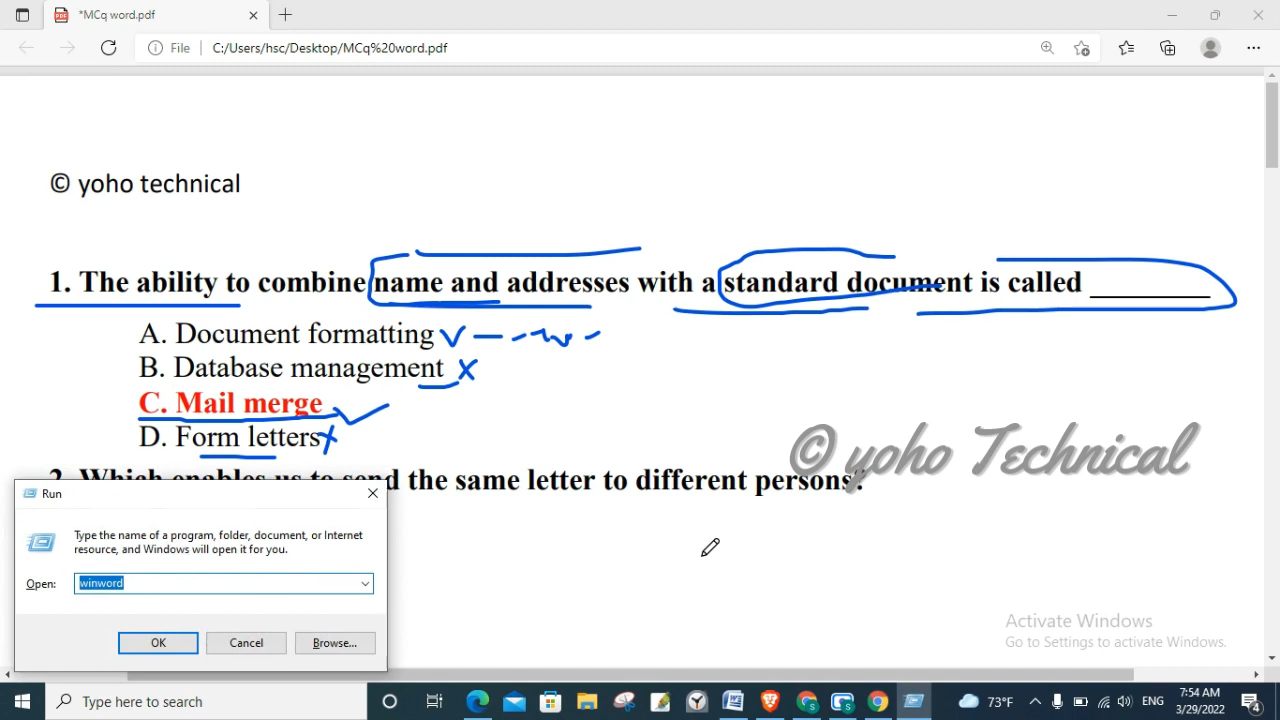 *MCq word.pdf
File
C:/Users/hsc/Desktop/MCq%20word.pdf
© yoho technical
1. The ability to combine name and addresses with a standard document is called __________
A. Document formatting
B. Database management
C. Mail merge
D. Form letters
© yoho Technical
2. Which enables us to send the same letter to different persons?
Run
Type the name of a program, folder, document, or Internet
resource, and Windows will open it for you.
Open: winword
OK Cancel Browse...
Activate Windows
Go to Settings to activate Windows.
Type here to search
73°F
ENG
7:54 AM
3/29/2022
4